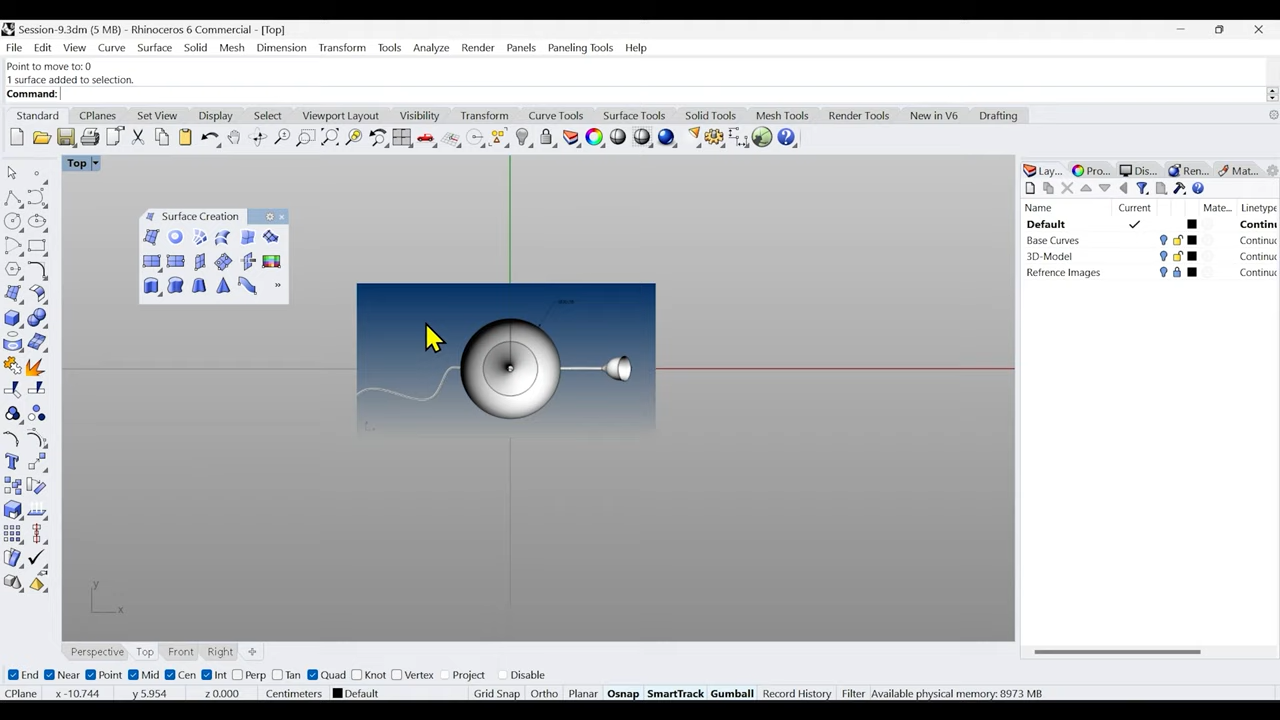 Session-9.3dm (5 MB) - Rhinoceros 6 Commercial - [Top]
File Edit View Curve Surface Solid Mesh Dimension Transform Tools Analyze Render Panels Paneling Tools Help
Point to move to: 0
1 surface added to selection.
Command:
Standard CPlanes Set View Display Select Viewport Layout Visibility Transform Curve Tools Surface Tools Solid Tools Mesh Tools Render Tools New in V6 Drafting
Top
Lay... Pro... Dis... Ren... Mat...
Name Current Mate... Linetype
Default Continu
Base Curves Continuc
3D-Model Continuc
Refrence Images Continuc
Surface Creation
»
y
x
Perspective Top Front Right
End Near Point Mid Cen Int Perp Tan Quad Knot Vertex Project Disable
CPlane x -10.744 y 5.954 z 0.000 Centimeters Default Grid Snap Ortho Planar Osnap SmartTrack Gumball Record History Filter Available physical memory: 8973 MB